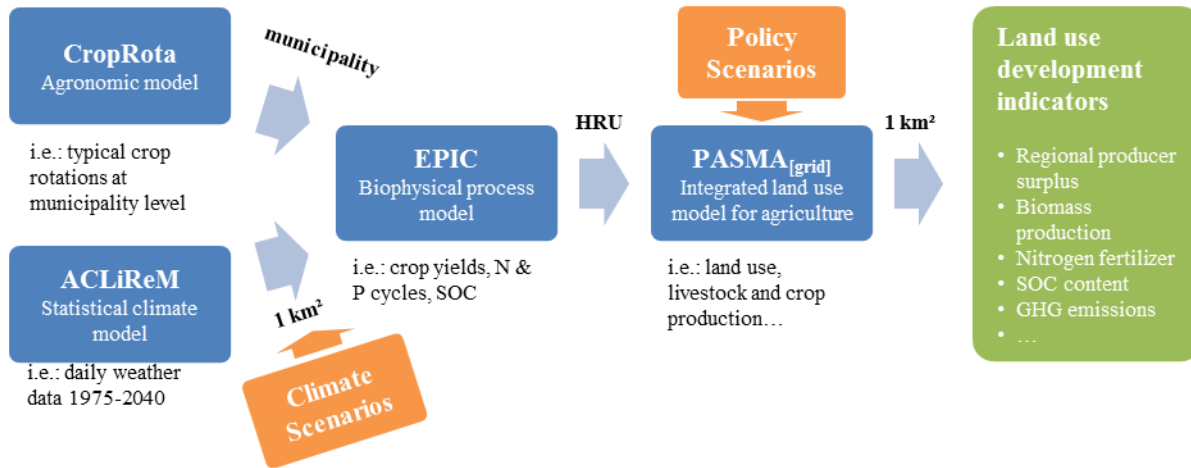 CropRota
Agronomic model
i.e.: typical crop
rotations at
municipality level
municipality
ACLiReM
Statistical climate
model
i.e.: daily weather
data 1975-2040
1 km²
Climate
Scenarios
EPIC
Biophysical process
model
i.e.: crop yields, N &
P cycles, SOC
HRU
Policy
Scenarios
PASMA[grid]
Integrated land use
model for agriculture
i.e.: land use,
livestock and crop
production…
1 km²
Land use
development
indicators
• Regional producer
surplus
• Biomass
production
• Nitrogen fertilizer
• SOC content
• GHG emissions
• …